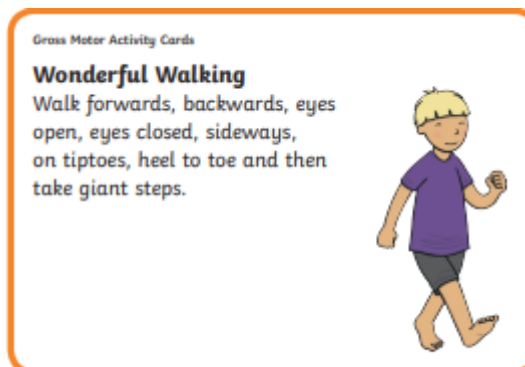 Gross Motor Activity Cards
Wonderful Walking
Walk forwards, backwards, eyes
open, eyes closed, sideways,
on tiptoes, heel to toe and then
take giant steps.